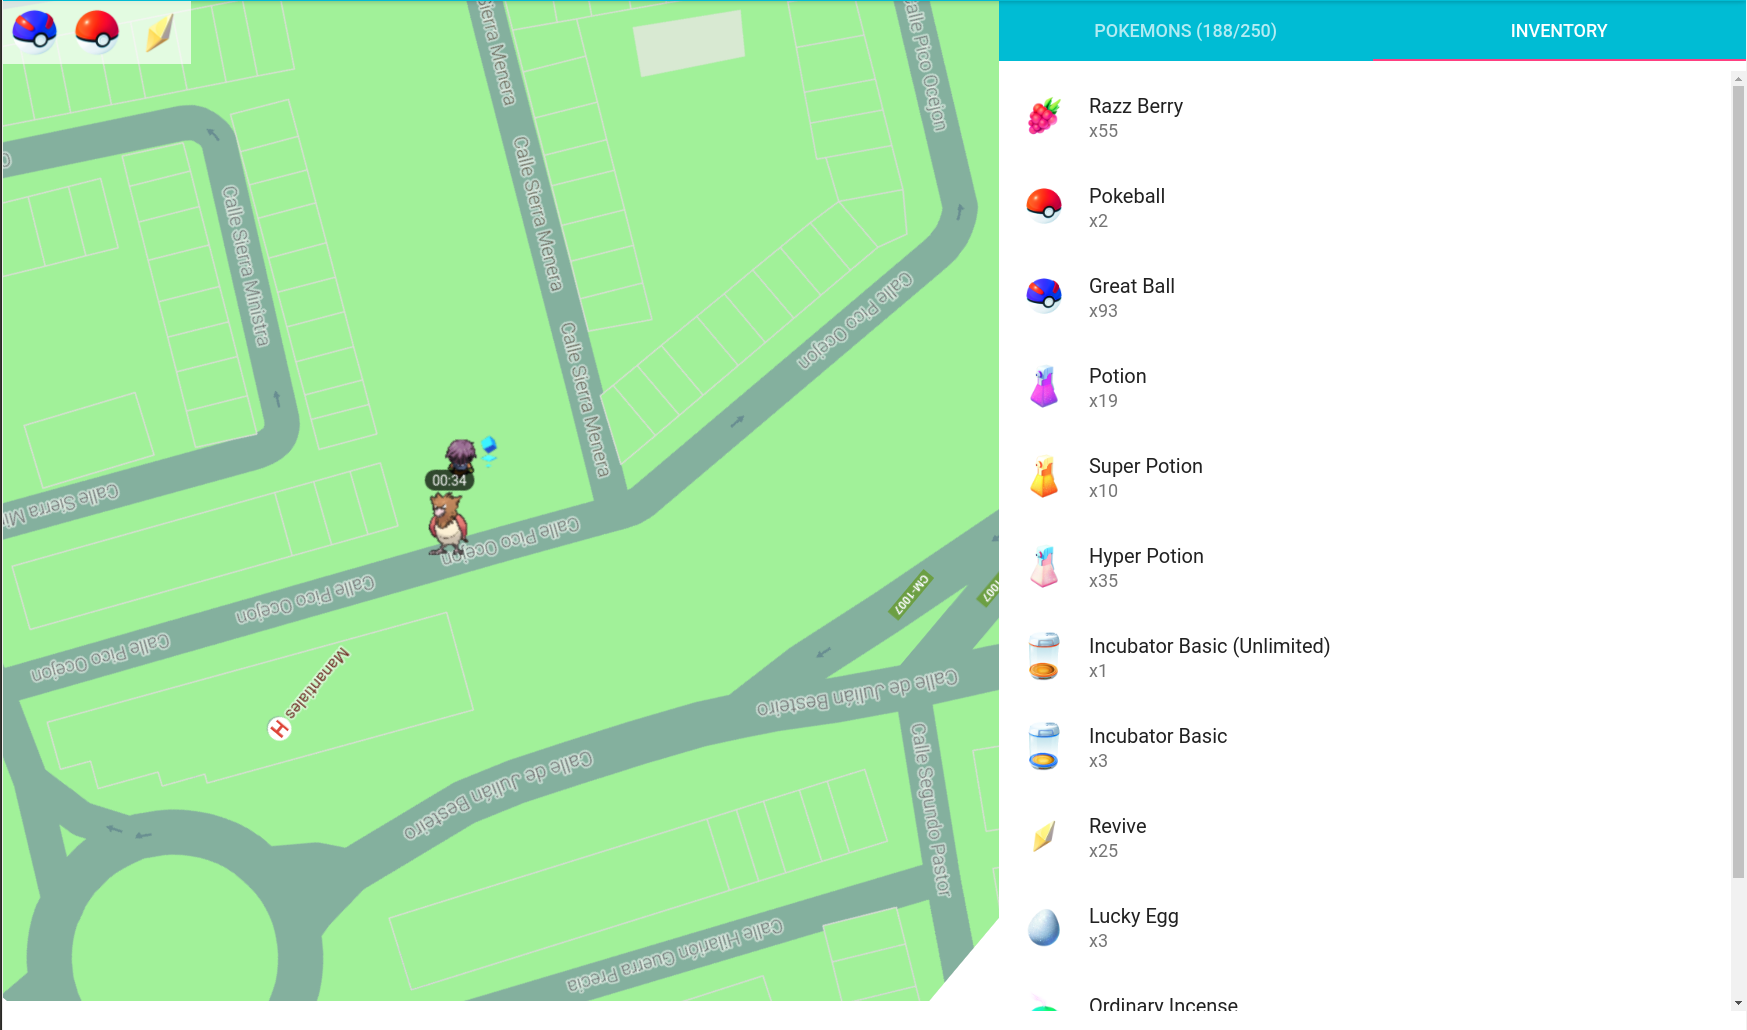 POKEMONS (188/250)
INVENTORY
Razz Berry
x55
Pokeball
x2
Great Ball
x93
Potion
x19
Super Potion
x10
Hyper Potion
x35
Incubator Basic (Unlimited)
x1
Incubator Basic
x3
Revive
x25
Lucky Egg
x3
Ordinary Incense
Sierra Menera
Calle Pico Ocejon
Calle Sierra Menera
Calle Sierra Ministra
Calle Pico Ocejon
Calle Sierra Menera
00:34
Calle Sierra Mi
Calle Pico Ocejon
Calle Pico Ocejon
Calle Pico Ocejon
CM-1007
1007
Manantiales
H
Calle de Julián Besteiro
Calle de Julián Besteiro
Calle Segundo Pastor
Calle Hilarión Guerra Precia